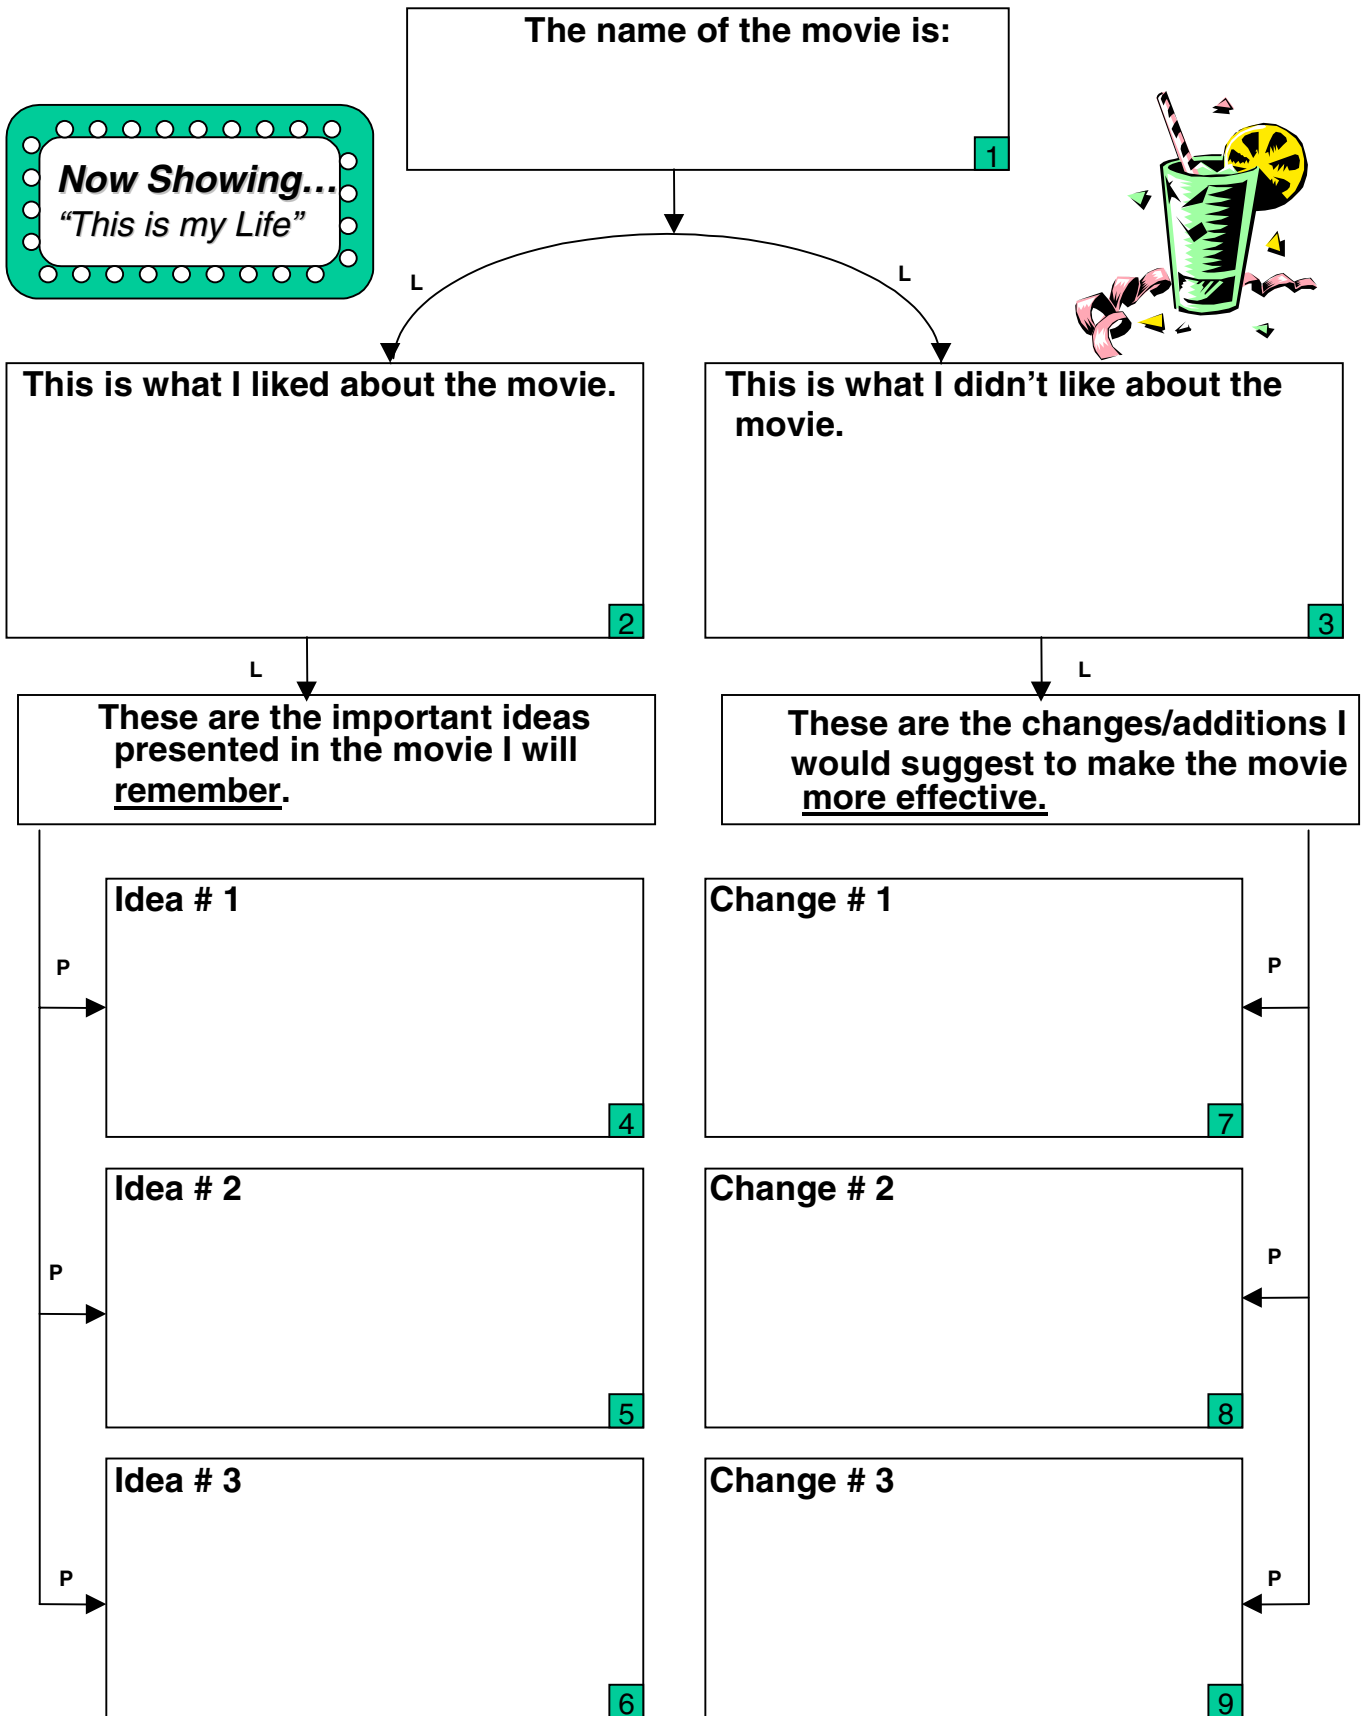 The name of the movie is:
1
Now Showing...
“This is my Life”
L
L
This is what I liked about the movie.
2
This is what I didn’t like about the
movie.
3
L
L
These are the important ideas
presented in the movie I will
remember.
These are the changes/additions I
would suggest to make the movie
more effective.
Idea # 1
P
4
Change # 1
P
7
Idea # 2
P
5
Change # 2
P
8
Idea # 3
P
6
Change # 3
P
9